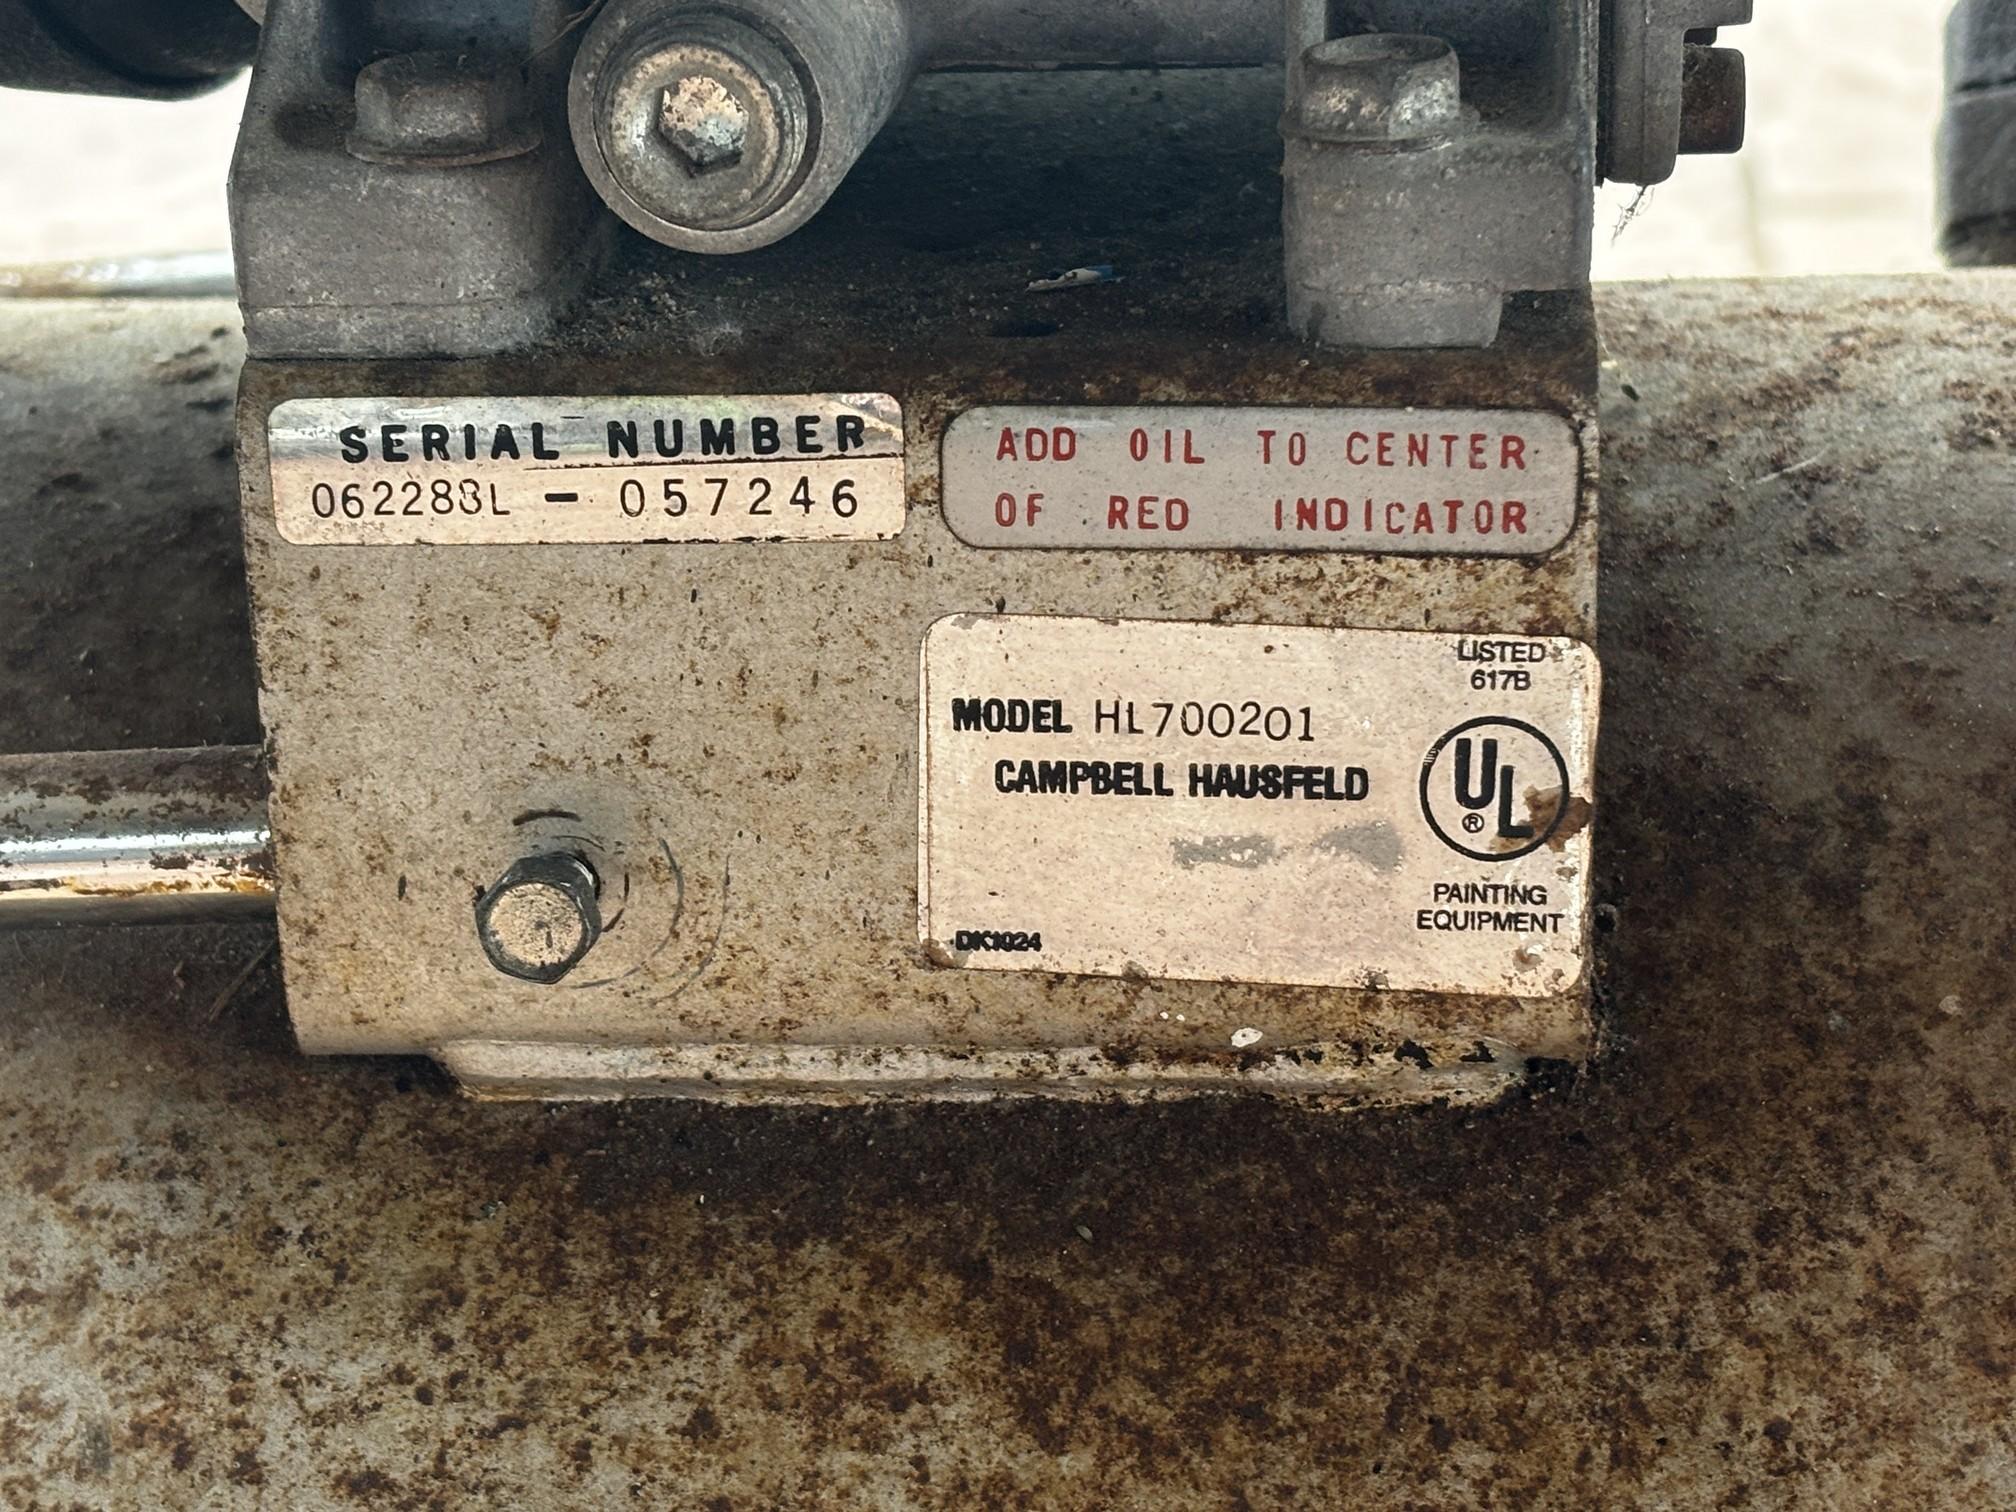 SERIAL NUMBER
062288L - 057246
ADD OIL TO CENTER
OF RED INDICATOR
LISTED
617B
MODEL HL700201
CAMPBELL HAUSFELD
UL
®
PAINTING
EQUIPMENT
DK1024